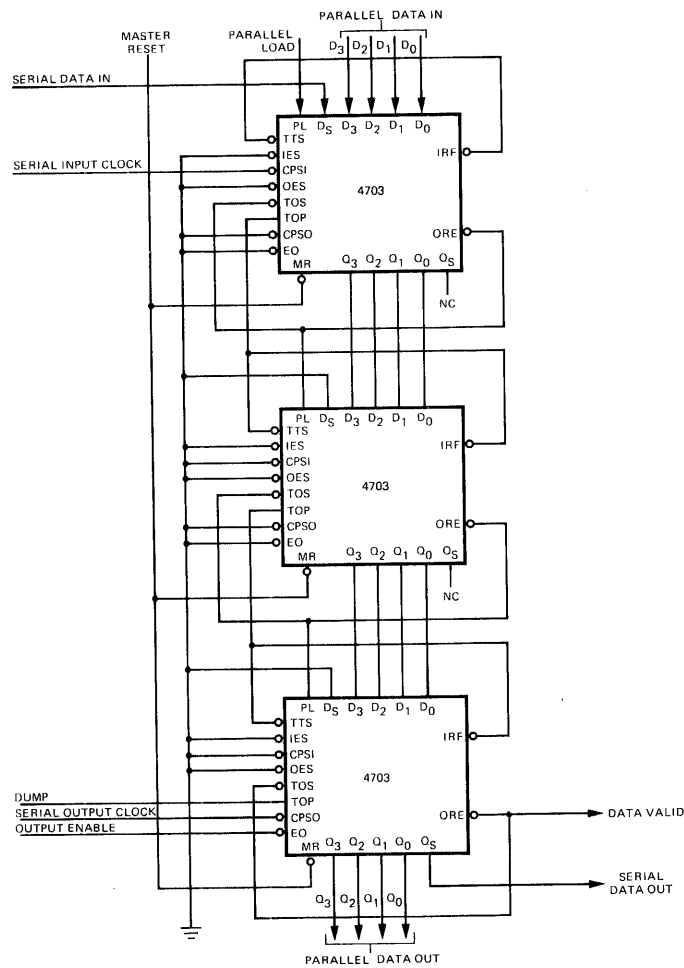 PARALLEL DATA IN
MASTER RESET
PARALLEL LOAD
D3 D2 D1 D0
SERIAL DATA IN
PL DS D3 D2 D1 D0
TTS
IES
IRF
SERIAL INPUT CLOCK
CPSI
OES
4703
TOS
TOP
ORE
CPSO
EO
MR Q3 Q2 Q1 Q0 QS
NC
PL DS D3 D2 D1 D0
TTS
IES
IRF
CPSI
OES
4703
TOS
TOP
ORE
CPSO
EO
MR Q3 Q2 Q1 Q0 QS
NC
PL DS D3 D2 D1 D0
TTS
IES
IRF
CPSI
OES
4703
TOS
DUMP
TOP
SERIAL OUTPUT CLOCK
CPSO
ORE
DATA VALID
OUTPUT ENABLE
EO
MR Q3 Q2 Q1 Q0 QS
SERIAL DATA OUT
Q3 Q2 Q1 Q0
PARALLEL DATA OUT